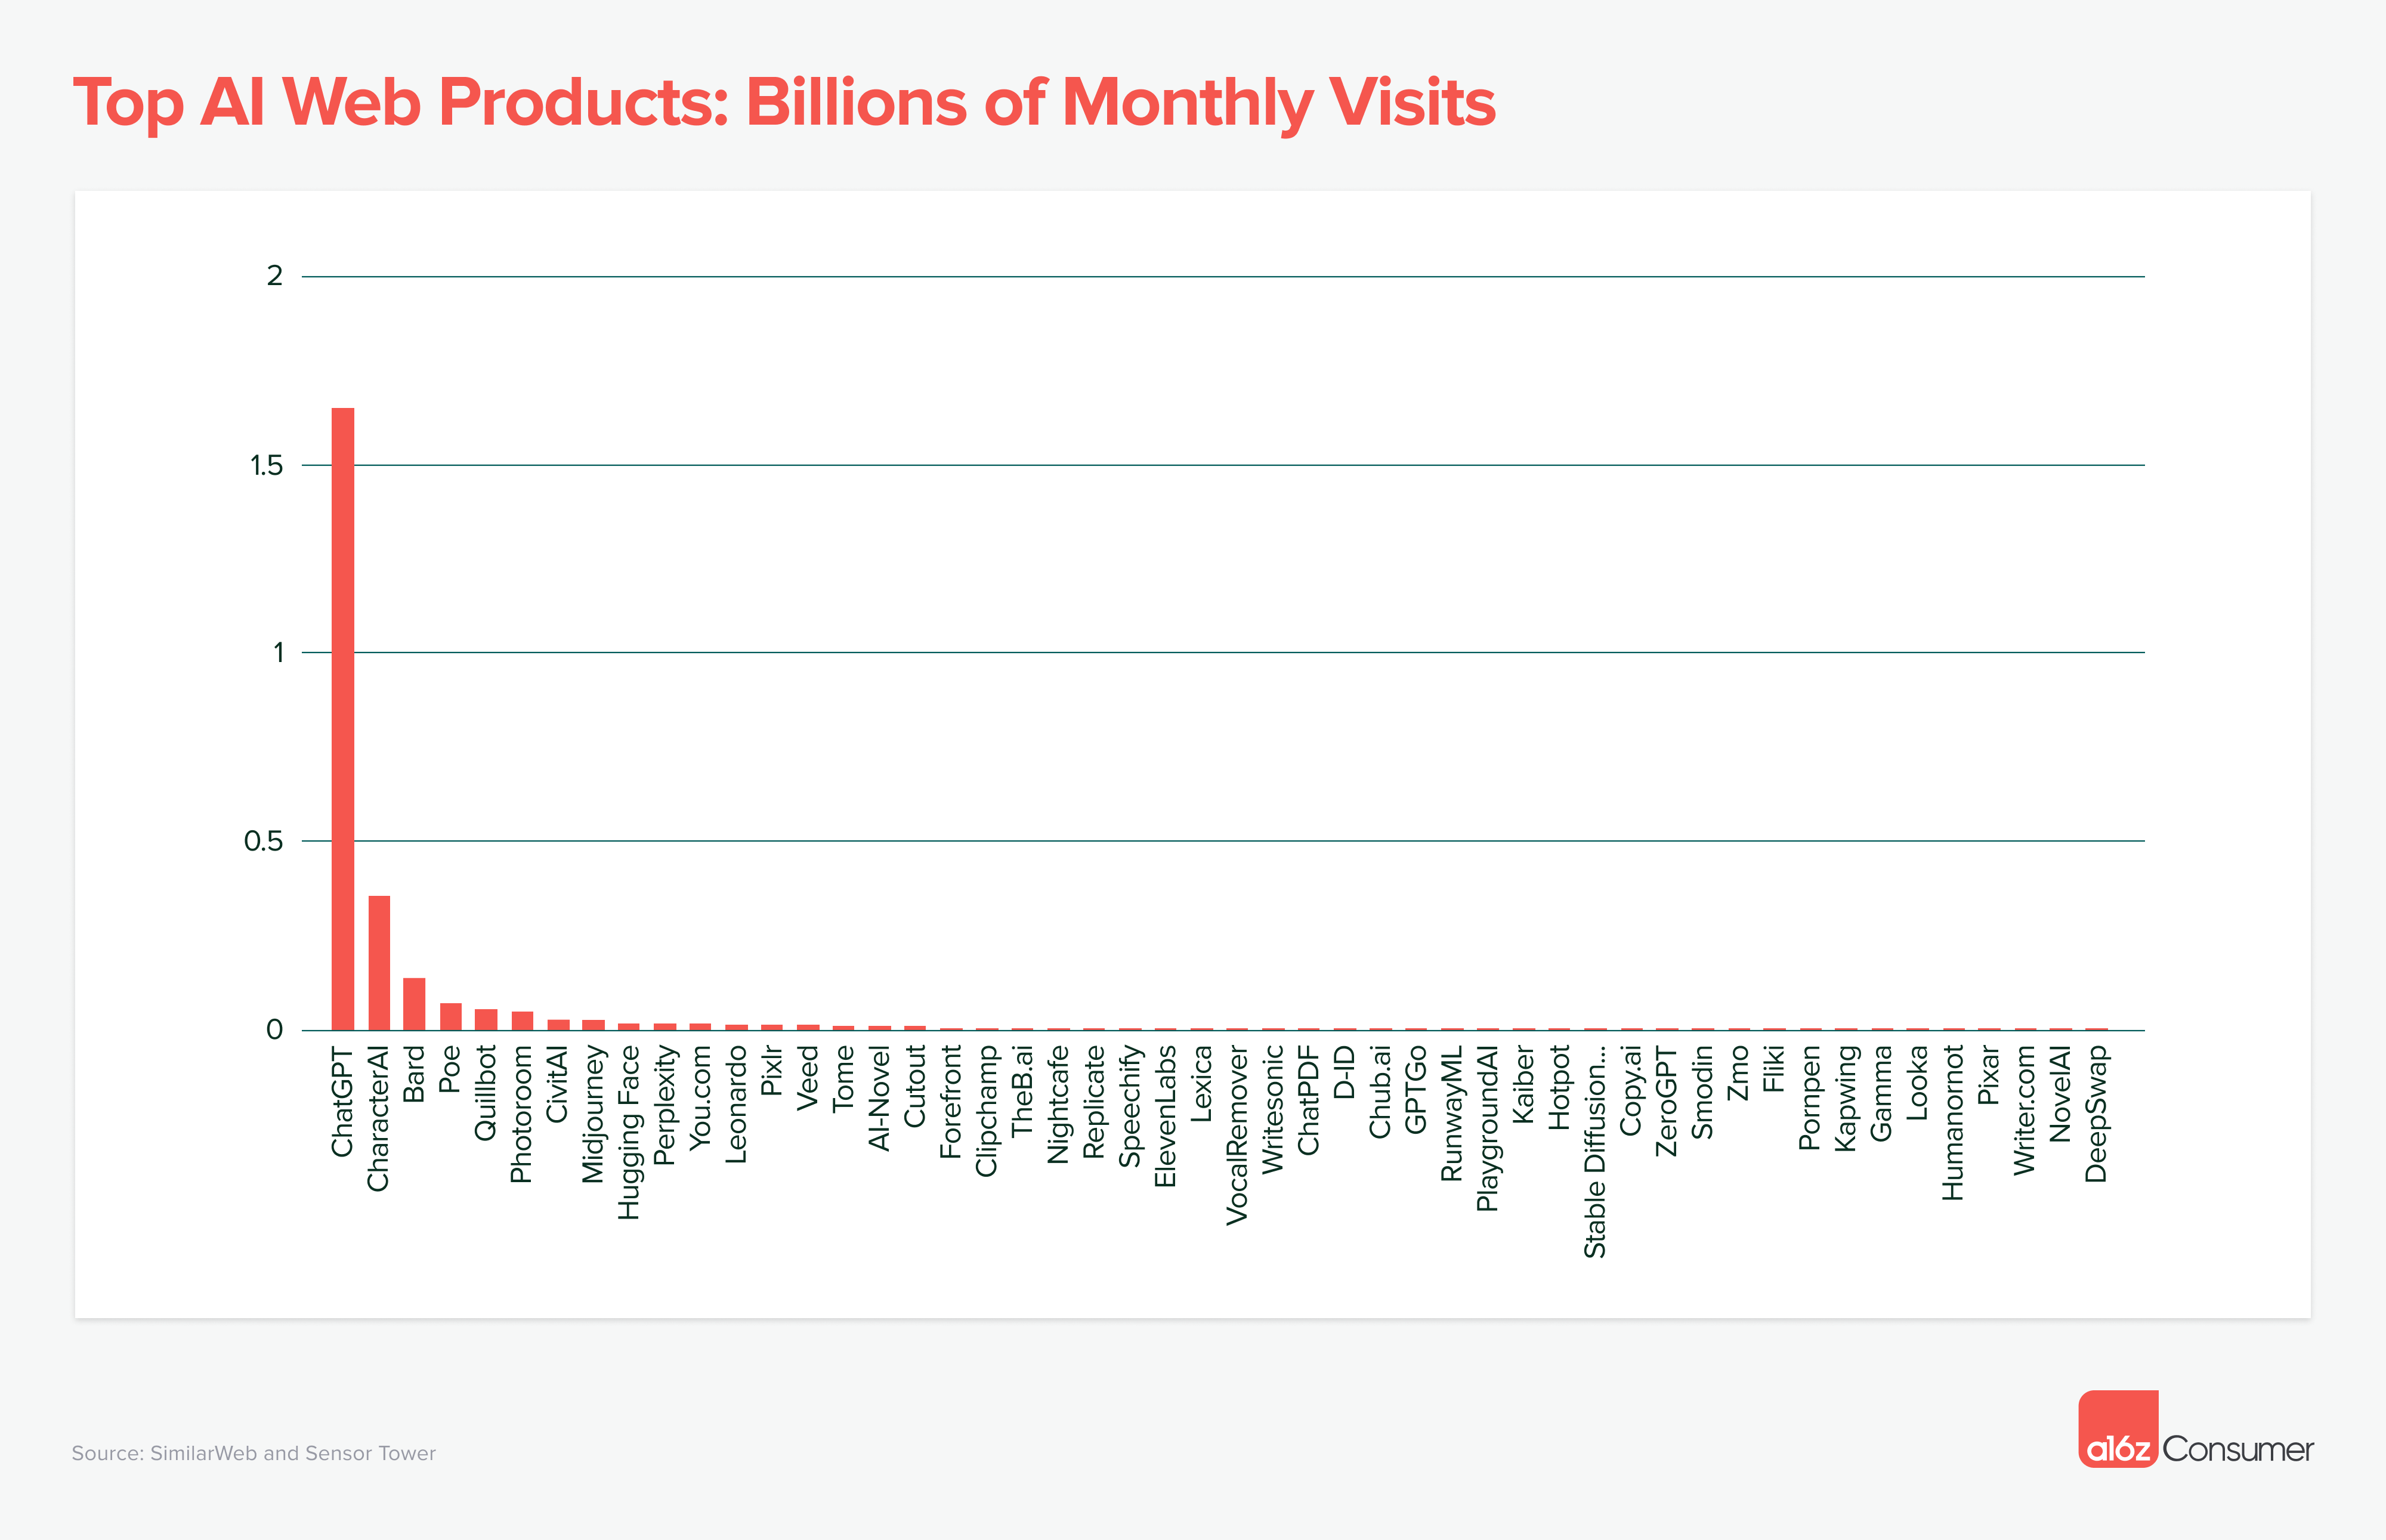 Top AI Web Products: Billions of Monthly Visits
2
1.5
1
0.5
0
ChatGPT
CharacterAI
Bard
Poe
Quillbot
Photoroom
CivitAI
Midjourney
Hugging Face
Perplexity
You.com
Leonardo
Pixlr
Veed
Tome
AI-Novel
Cutout
Forefront
Clipchamp
TheB.ai
Nightcafe
Replicate
Speechify
ElevenLabs
Lexica
VocalRemover
Writesonic
ChatPDF
D-ID
Chub.ai
GPTGo
RunwayML
PlaygroundAI
Kaiber
Hotpot
Stable Diffusion...
Copy.ai
ZeroGPT
Smodin
Zmo
Fliki
Pornpen
Kapwing
Gamma
Looka
Humanornot
Pixar
Writer.com
NovelAI
DeepSwap
Source: SimilarWeb and Sensor Tower
a16z Consumer